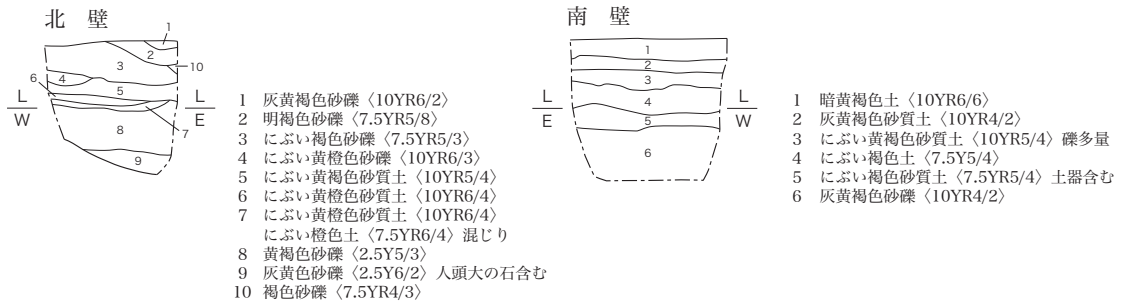 北 壁
1
2
3
10
6
4
5
7
8
9
L
W
L
E
1 灰黄褐色砂礫〈10YR6/2〉
2 明褐色砂礫〈7.5YR5/8〉
3 にぶい褐色砂礫〈7.5YR5/3〉
4 にぶい黄橙色砂礫〈10YR6/3〉
5 にぶい黄褐色砂質土〈10YR5/4〉
6 にぶい黄橙色砂質土〈10YR6/4〉
7 にぶい黄橙色砂質土〈10YR6/4〉
にぶい橙色土〈7.5YR6/4〉混じり
8 黄褐色砂礫〈2.5Y5/3〉
9 灰黄色砂礫〈2.5Y6/2〉人頭大の石含む
10 褐色砂礫〈7.5YR4/3〉
南 壁
1
2
3
4
5
6
L
E
L
W
1 暗黄褐色土〈10YR6/6〉
2 灰黄褐色砂質土〈10YR4/2〉
3 にぶい黄褐色砂質土〈10YR5/4〉礫多量
4 にぶい褐色土〈7.5Y5/4〉
5 にぶい褐色砂質土〈7.5YR5/4〉土器含む
6 灰黄褐色砂礫〈10YR4/2〉